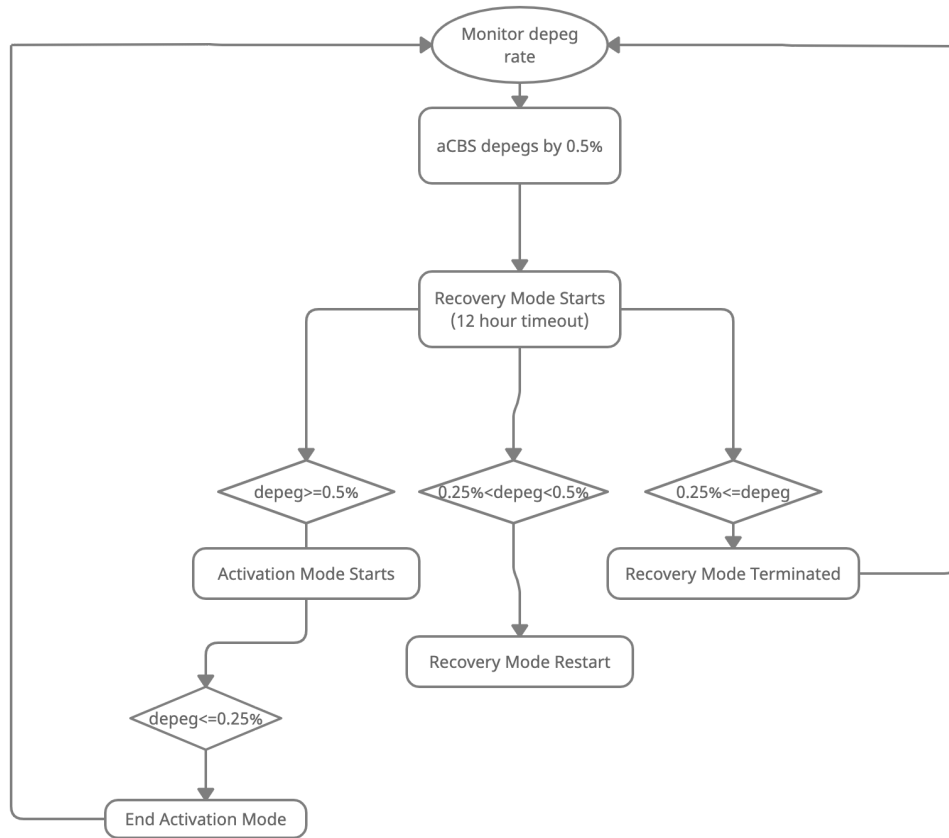 Monitor depeg
rate
aCBS depegs by 0.5%
Recovery Mode Starts
(12 hour timeout)
depeg>=0.5%
0.25%<depeg<0.5%
0.25%<=depeg
Activation Mode Starts
Recovery Mode Terminated
Recovery Mode Restart
depeg<=0.25%
End Activation Mode